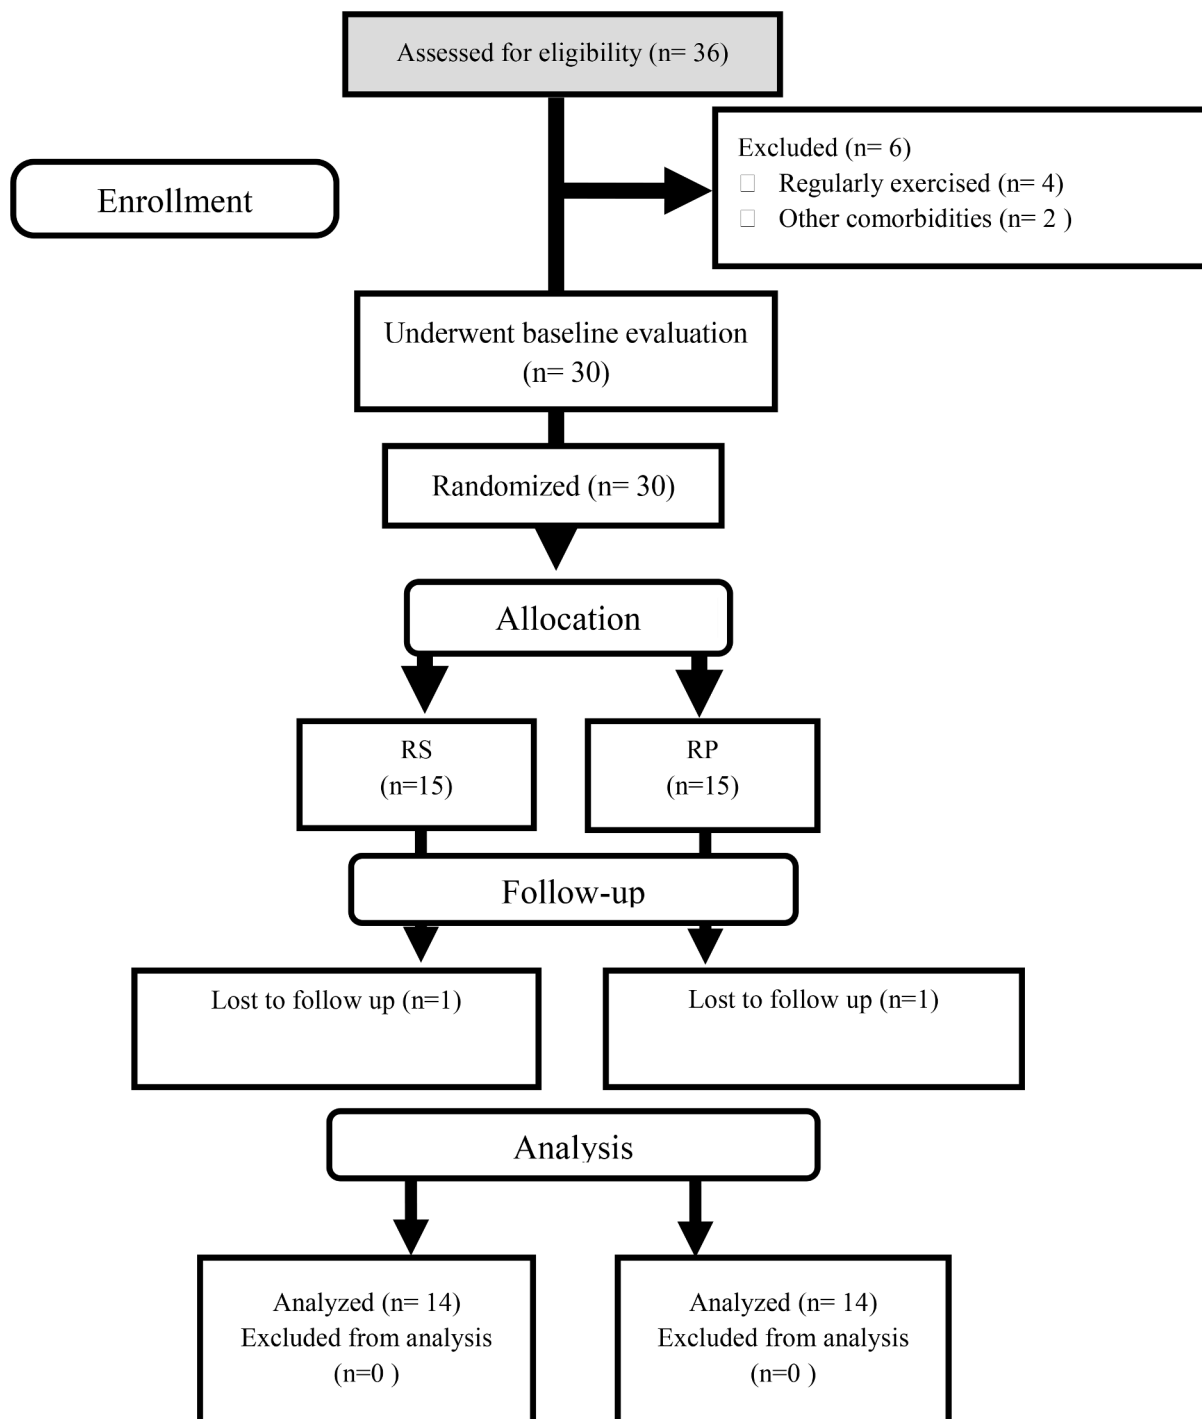 Assessed for eligibility (n= 36)
Excluded (n= 6)
Regularly exercised (n= 4)
Other comorbidities (n= 2 )
Enrollment
Underwent baseline evaluation
(n= 30)
Randomized (n= 30)
Allocation
RS
(n=15)
RP
(n=15)
Follow-up
Lost to follow up (n=1)
Lost to follow up (n=1)
Analysis
Analyzed (n= 14)
Excluded from analysis
(n=0 )
Analyzed (n= 14)
Excluded from analysis
(n=0 )